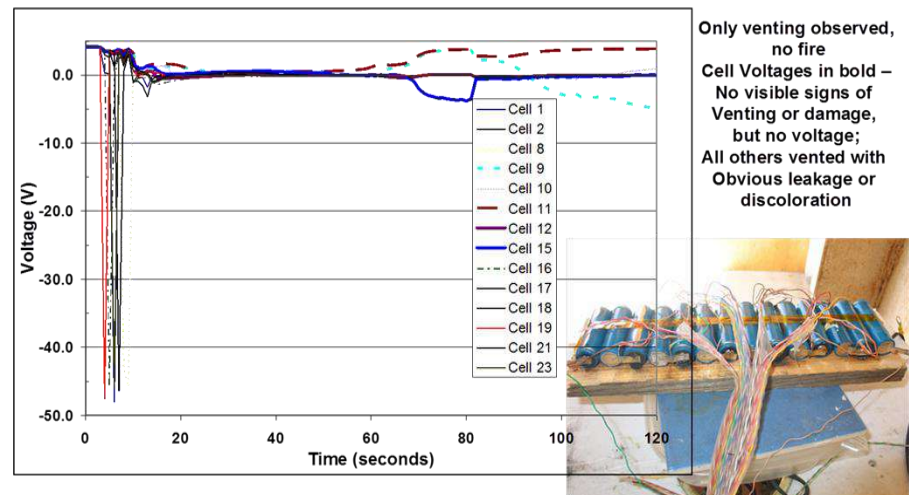 Only venting observed,
no fire
Cell Voltages in bold –
No visible signs of
Venting or damage,
but no voltage;
All others vented with
Obvious leakage or
discoloration
5.0
0.0
-10.0
-20.0
-30.0
-40.0
-50.0
Voltage (V)
Cell 1
Cell 2
Cell 8
Cell 9
Cell 10
Cell 11
Cell 12
Cell 15
Cell 16
Cell 17
Cell 18
Cell 19
Cell 21
Cell 23
0 20 40 60 80 100 120
Time (seconds)